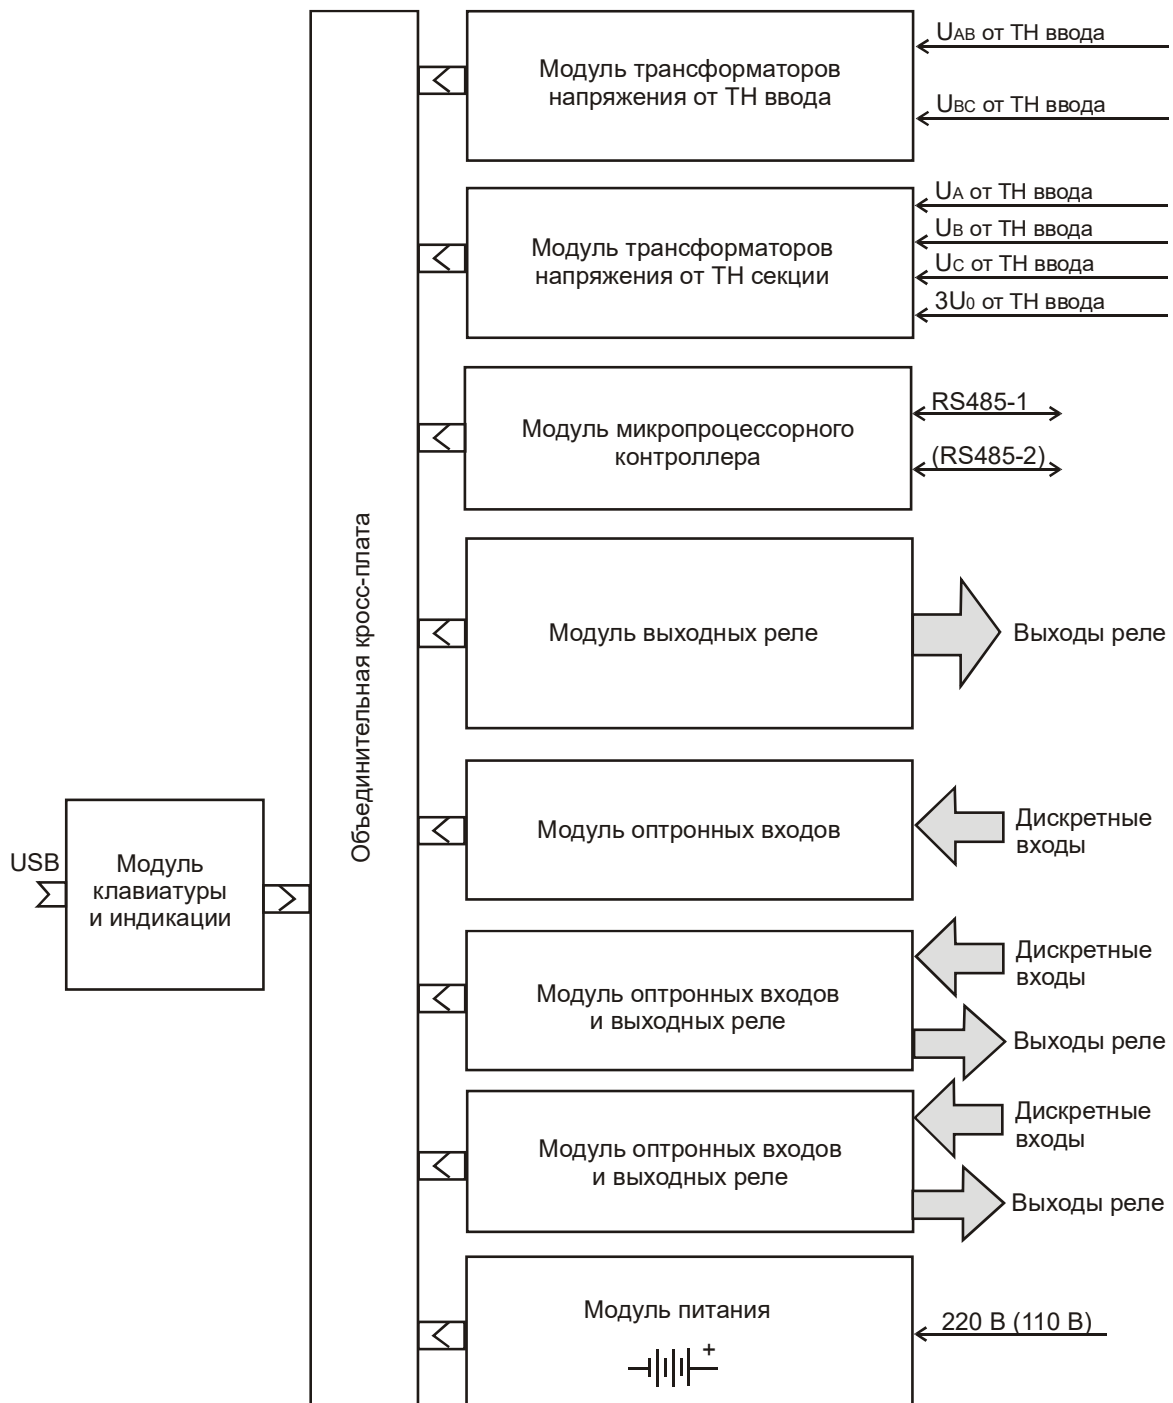 Модуль трансформаторов
напряжения от ТН ввода
UAB от ТН ввода
UBC от ТН ввода
Модуль трансформаторов
напряжения от ТН секции
UA от ТН ввода
UB от ТН ввода
UC от ТН ввода
3U0 от ТН ввода
Модуль микропроцессорного
контроллера
RS485-1
(RS485-2)
Объединительная кросс-плата
Модуль выходных реле
Выходы реле
Модуль оптронных входов
Дискретные
входы
USB
Модуль
клавиатуры
и индикации
Модуль оптронных входов
и выходных реле
Дискретные
входы
Выходы реле
Модуль оптронных входов
и выходных реле
Дискретные
входы
Выходы реле
Модуль питания
+
220 В (110 В)